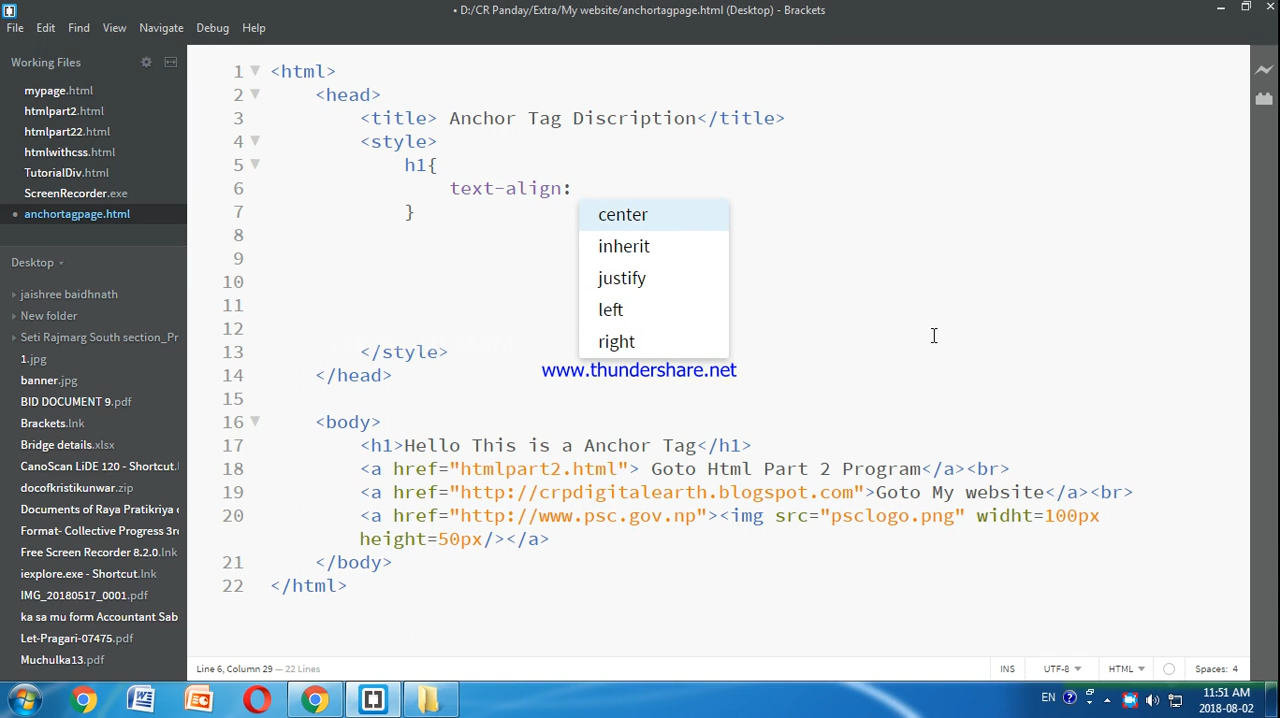 • D:/CR Panday/Extra/My website/anchortagpage.html (Desktop) - Brackets
File Edit Find View Navigate Debug Help
Working Files
mypage.html
htmlpart2.html
htmlpart22.html
htmlwithcss.html
TutorialDiv.html
ScreenRecorder.exe
• anchortagpage.html
Desktop
jaishree baidhnath
New folder
Seti Rajmarg South section_Pr
1.jpg
banner.jpg
BID DOCUMENT 9.pdf
Brackets.lnk
Bridge details.xlsx
CanoScan LiDE 120 - Shortcut.l
docofkristikunwar.zip
Documents of Raya Pratikriya
Format- Collective Progress 3r
Free Screen Recorder 8.2.0.lnk
iexplore.exe - Shortcut.lnk
IMG_20180517_0001.pdf
ka sa mu form Accountant Sab
Let-Pragari-07475.pdf
Muchulka13.pdf
1 <html>
2 <head>
3 <title> Anchor Tag Discription</title>
4 <style>
5 h1{
6 text-align:
7 }
8
9
10
11
12
13 </style>
14 </head>
15
16 <body>
17 <h1>Hello This is a Anchor Tag</h1>
18 <a href="htmlpart2.html"> Goto Html Part 2 Program</a><br>
19 <a href="http://crpdigitalearth.blogspot.com">Goto My website</a><br>
20 <a href="http://www.psc.gov.np"><img src="psclogo.png" widht=100px
height=50px/></a>
21 </body>
22 </html>
center
inherit
justify
left
right
www.thundershare.net
Line 6, Column 29 — 22 Lines
INS UTF-8 HTML Spaces: 4
EN 11:51 AM
2018-08-02